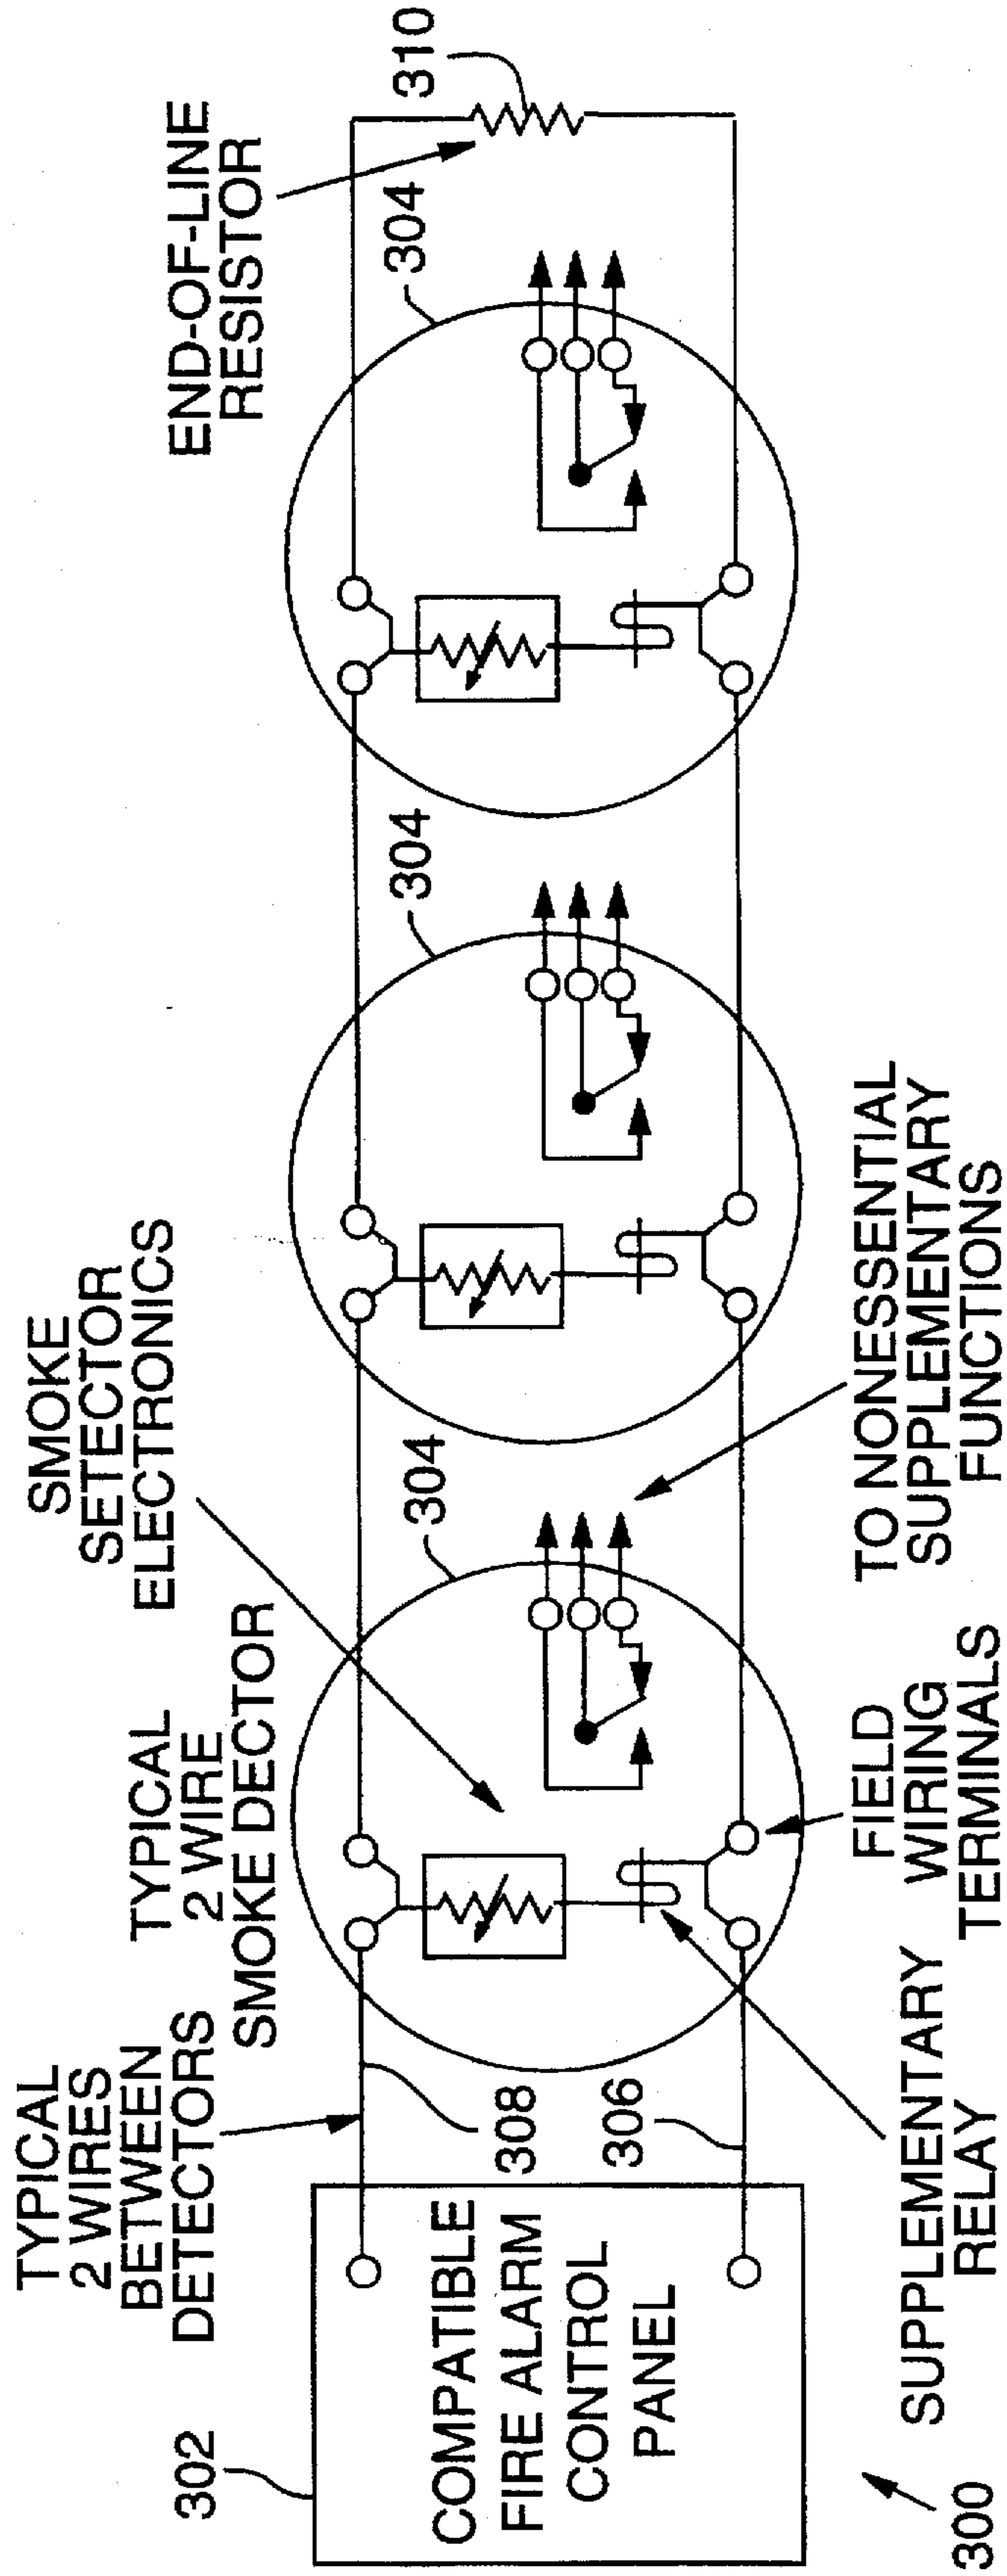 TYPICAL
2 WIRES
BETWEEN
DETECTORS
TYPICAL
2 WIRE
SMOKE DECTOR
SMOKE
SETECTOR
ELECTRONICS
END-OF-LINE
RESISTOR
302
308
306
304
304
304
310
COMPATIBLE
FIRE ALARM
CONTROL
PANEL
300
SUPPLEMENTARY
RELAY
FIELD
WIRING
TERMINALS
TO NONESSENTIAL
SUPPLEMENTARY
FUNCTIONS